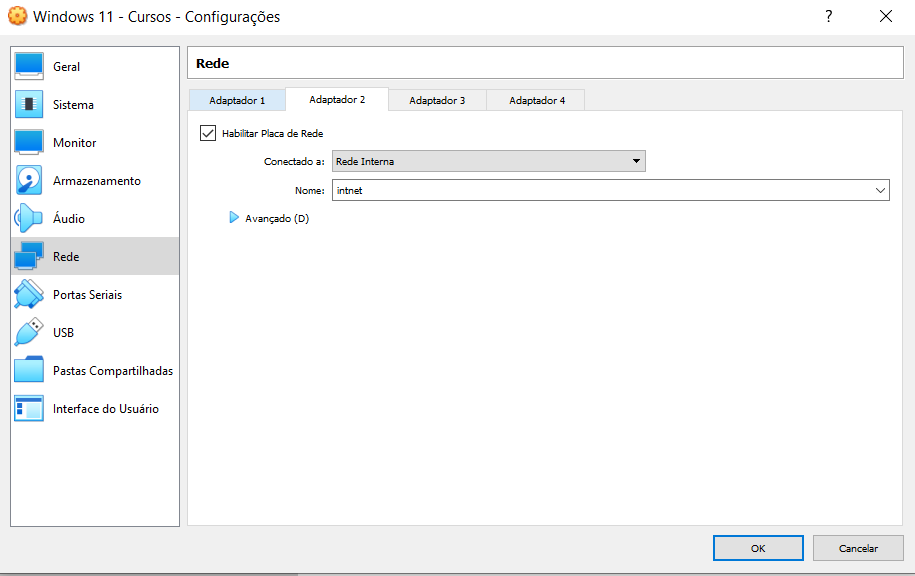 Windows 11 - Cursos - Configurações
?
Geral
Sistema
Monitor
Armazenamento
Áudio
Rede
Portas Seriais
USB
Pastas Compartilhadas
Interface do Usuário
Rede
Adaptador 1
Adaptador 2
Adaptador 3
Adaptador 4
Habilitar Placa de Rede
Conectado a: Rede Interna
Nome: intnet
Avançado (D)
OK
Cancelar